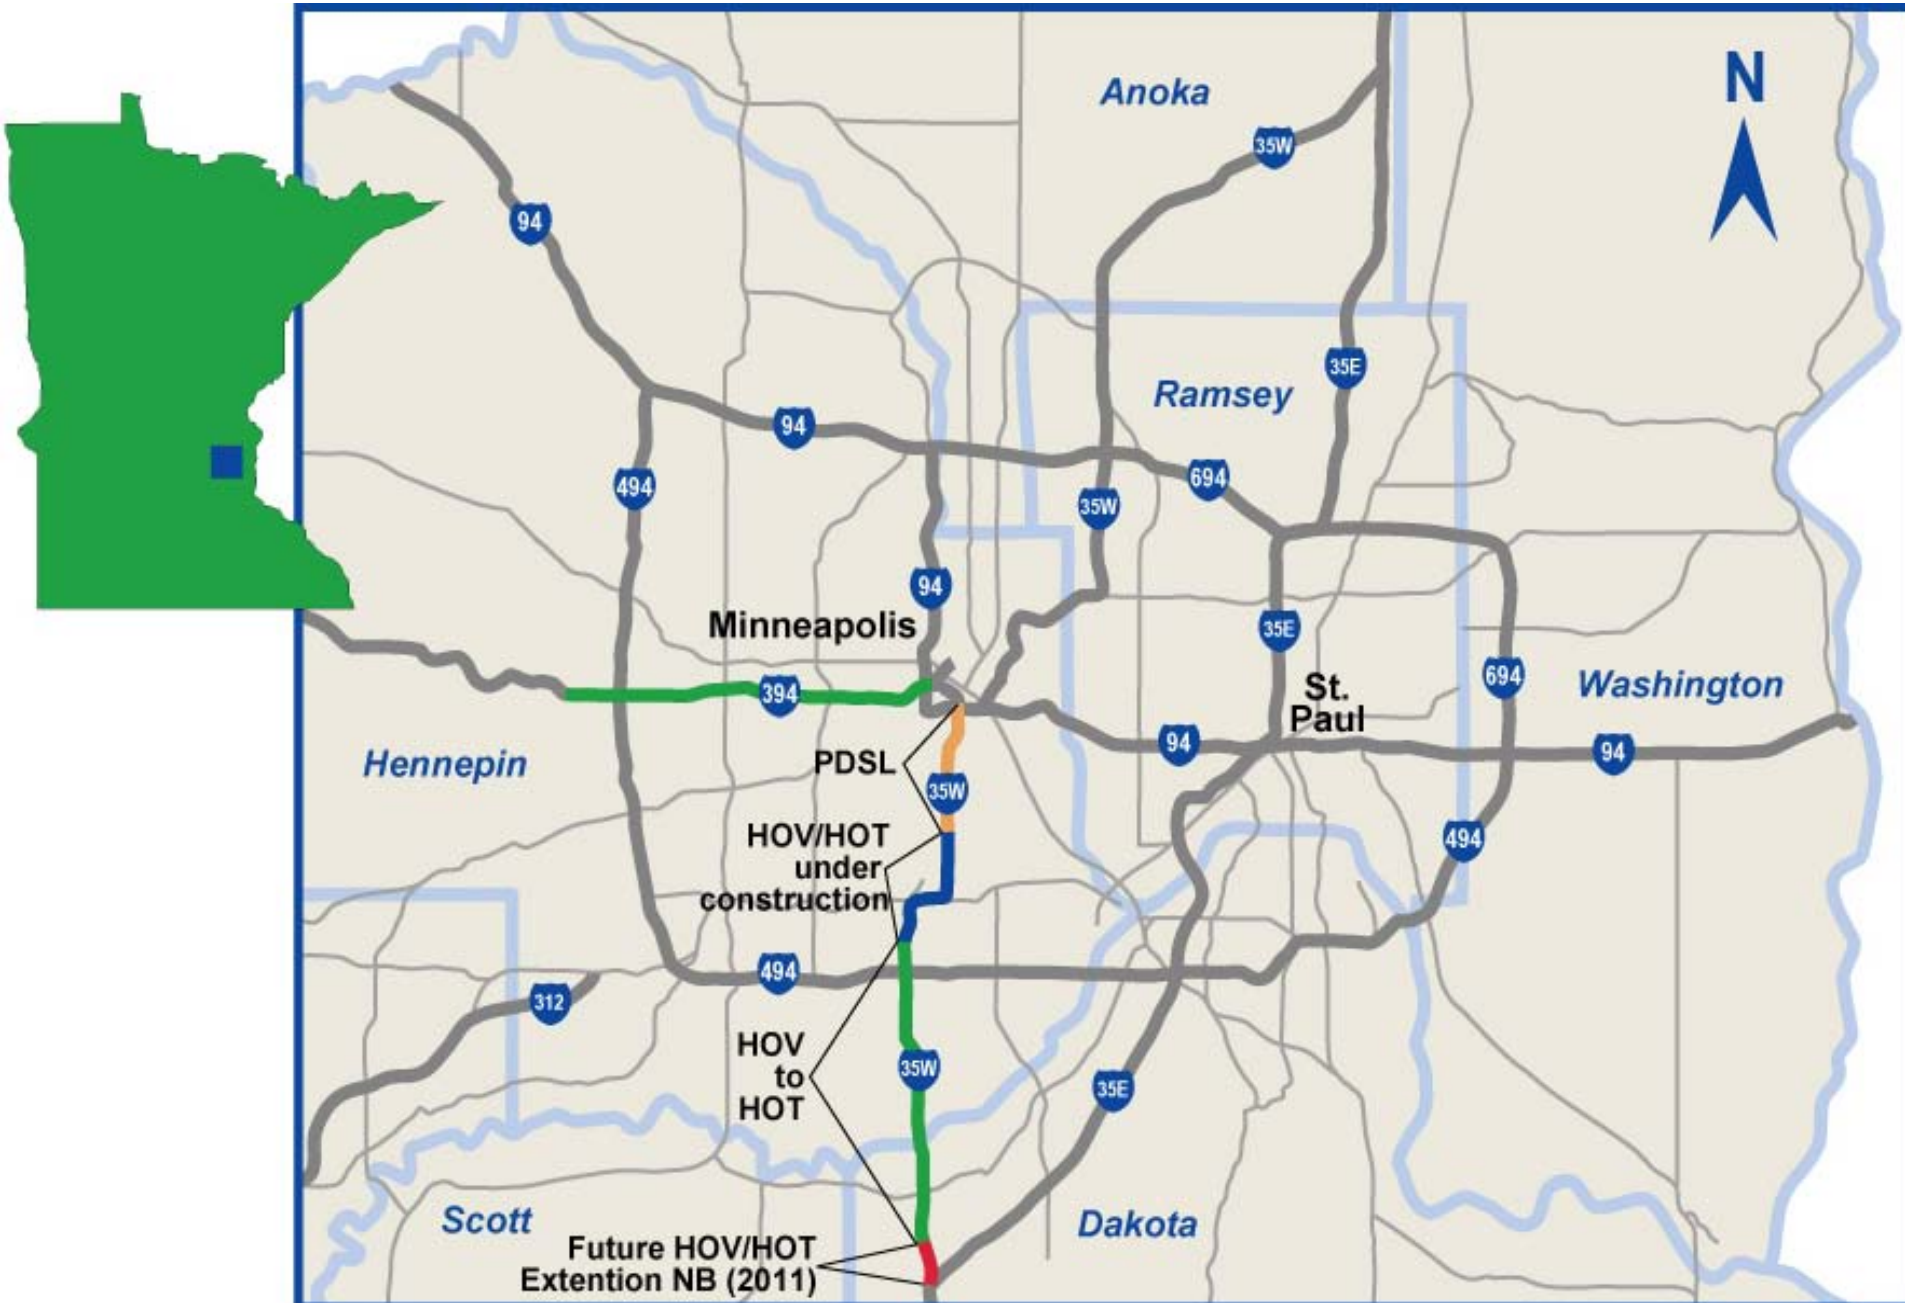 Anoka
N
35W
94
35E
Ramsey
94
694
494
35W
94
Minneapolis
35E
694
Washington
394
St.
Paul
94
94
Hennepin
PDSL
35W
HOV/HOT
under
construction
494
494
312
HOV
to
HOT
35W
35E
Scott
Dakota
Future HOV/HOT
Extention NB (2011)